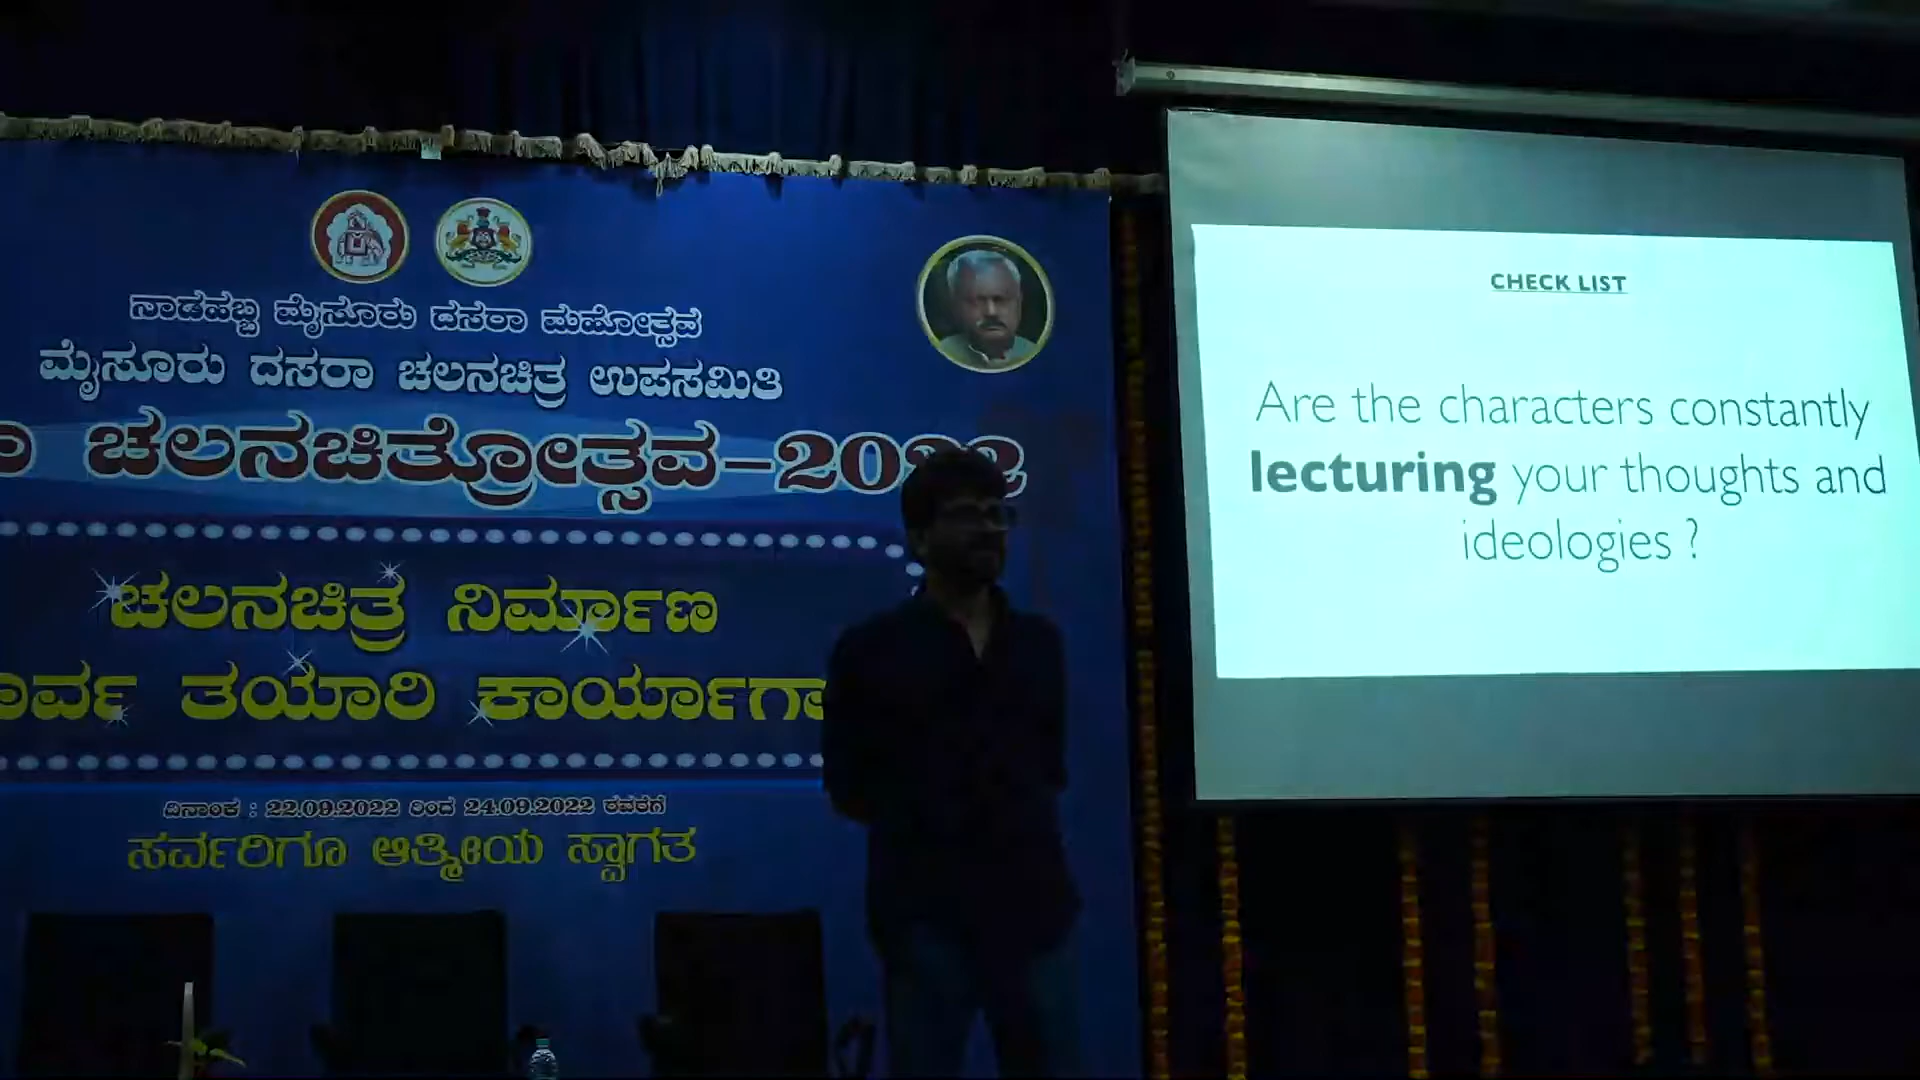 ನಾಡಹಬ್ಬ ಮೈಸೂರು ದಸರಾ ಮಹೋತ್ಸವ
ಮೈಸೂರು ದಸರಾ ಚಲನಚಿತ್ರ ಉಪಸಮಿತಿ
ಚಲನಚಿತ್ರೋತ್ಸವ-2022
ಚಲನಚಿತ್ರ ನಿರ್ಮಾಣ
ತಯಾರಿ
ದಿನಾಂಕ : 22.09.2022 ರಿಂದ 24.09.2022 ರವರೆಗೆ
ಸರ್ವರಿಗೂ ಆತ್ಮೀಯ ಸ್ವಾಗತ
CHECK LIST
Are the characters constantly
lecturing your thoughts and
ideologies ?